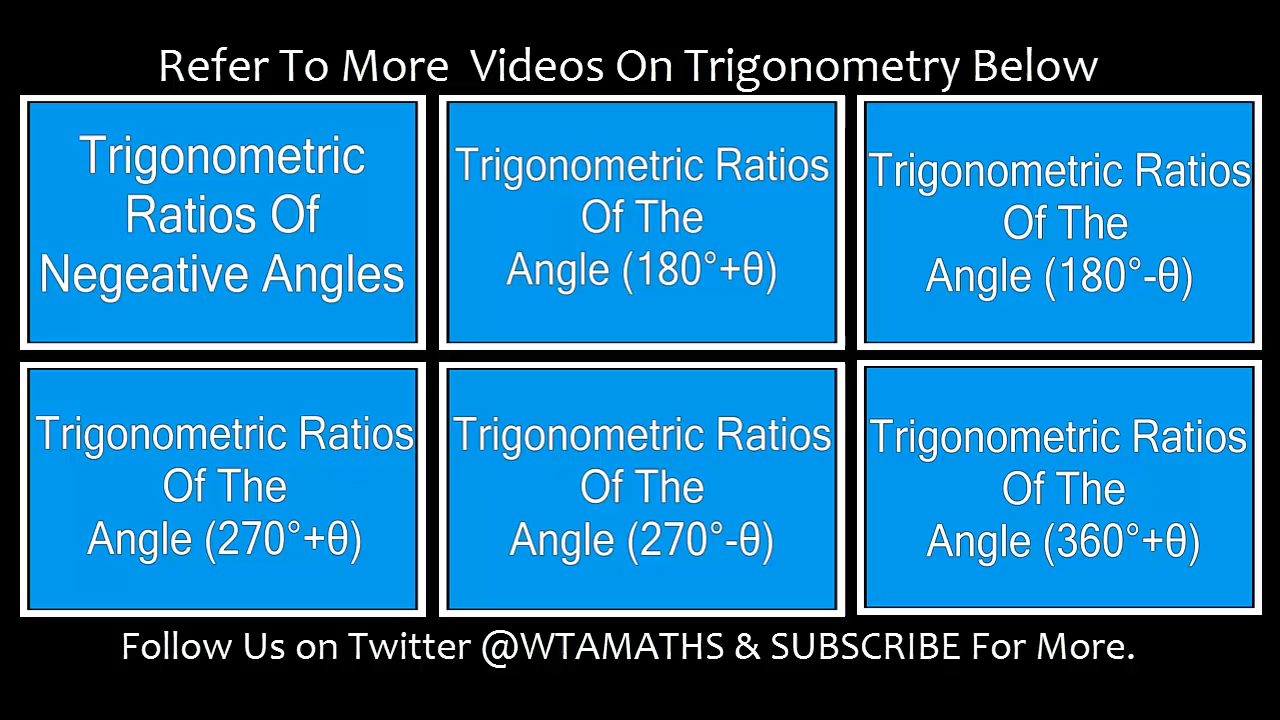 Refer To More  Videos On Trigonometry Below
Trigonometric
Ratios Of
Negeative Angles
Trigonometric Ratios
Of The
Angle (180°+θ)
Trigonometric Ratios
Of The
Angle (180°-θ)
Trigonometric Ratios
Of The
Angle (270°+θ)
Trigonometric Ratios
Of The
Angle (270°-θ)
Trigonometric Ratios
Of The
Angle (360°+θ)
Follow Us on Twitter @WTAMATHS & SUBSCRIBE For More.